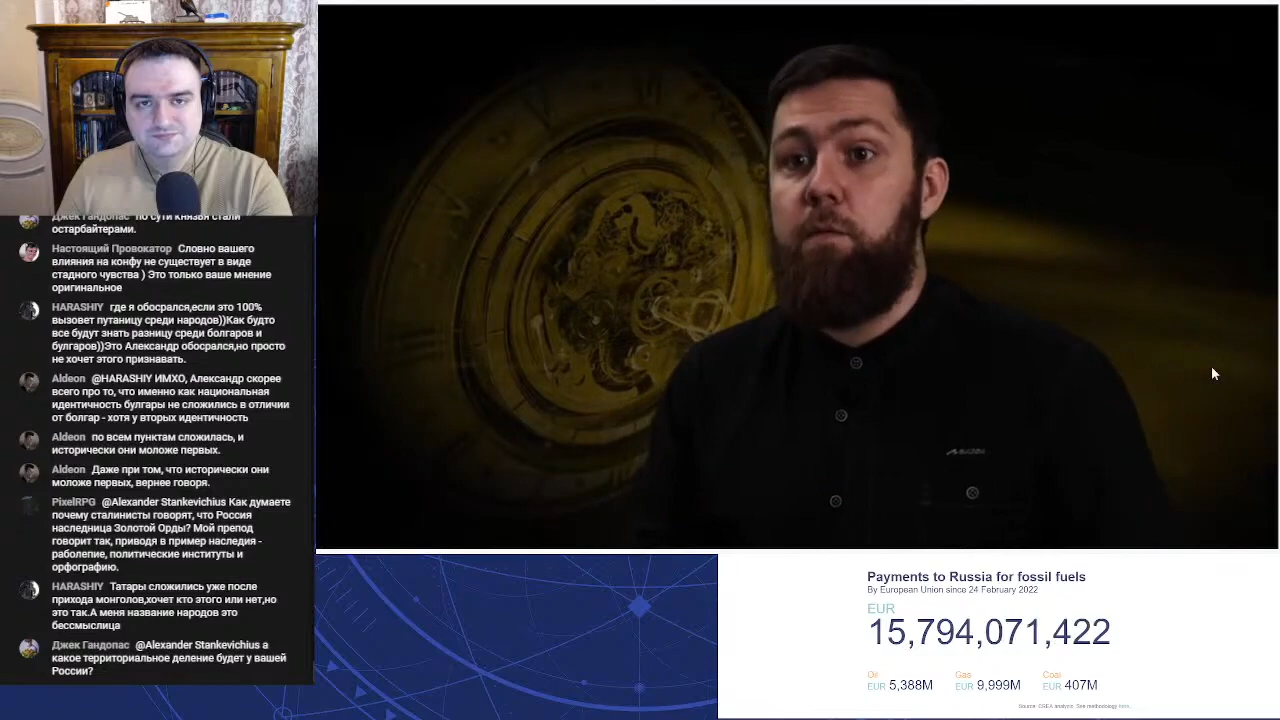 Джек Гандопас по сути князья стали
остарбайтерами.
Настоящий Провокатор Словно вашего
влияния на конфу не существует в виде
стадного чувства ) Это только ваше мнение
оригинальное
HARASHIY где я обосрался,если это 100%
вызовет путаницу среди народов))Как будто
все будут знать разницу среди болгаров и
булгаров))Это Александр обосрался,но просто
не хочет этого признавать.
Aldeon @HARASHIY ИМХО, Александр скорее
всего про то, что именно как национальная
идентичность булгары не сложились в отличии
от болгар - хотя у вторых идентичность
Aldeon по всем пунктам сложилась, и
исторически они моложе первых.
Aldeon Даже при том, что исторически они
моложе первых, вернее говоря.
PixelRPG @Alexander Stankevichius Как думаете
почему сталинисты говорят, что Россия
наследница Золотой Орды? Мой препод
говорит так, приводя в пример наследия -
раболепие, политические институты и
орфографию.
HARASHIY Татары сложились уже после
прихода монголов,хочет кто этого или нет,но
это так.А меня название народов это
бессмыслица
Джек Гандопас @Alexander Stankevichius а
какое территориальное деление будет у вашей
России?
Payments to Russia for fossil fuels
By European Union since 24 February 2022
EUR
15,794,071,422
Oil Gas Coal
EUR 5,388M EUR 9,999M EUR 407M
Source: CREA analysis. See methodology here.